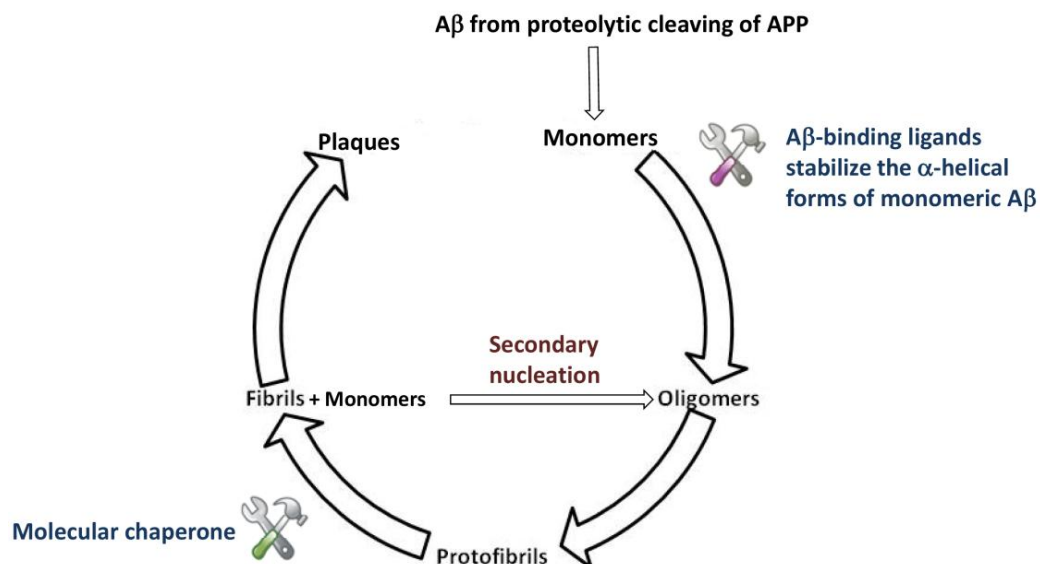 Aβ from proteolytic cleaving of APP
Plaques
Monomers
Aβ-binding ligands
stabilize the α-helical
forms of monomeric Aβ
Secondary
nucleation
Fibrils + Monomers
Oligomers
Molecular chaperone
Protofibrils